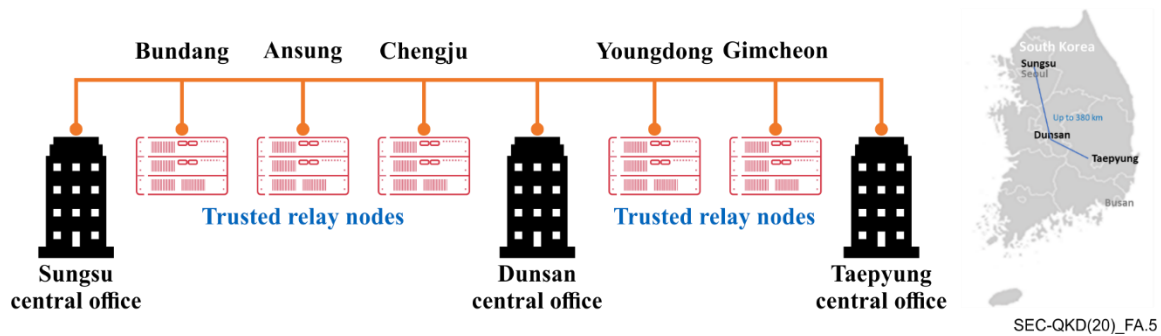 Bundang
Ansung
Chengju
Youngdong
Gimcheon
Trusted relay nodes
Trusted relay nodes
Sungsu
central office
Dunsan
central office
Taepyung
central office
South Korea
Sungsu
Seoul
Up to 380 km
Dunsan
Taepyung
Busan
SEC-QKD(20)_FA.5